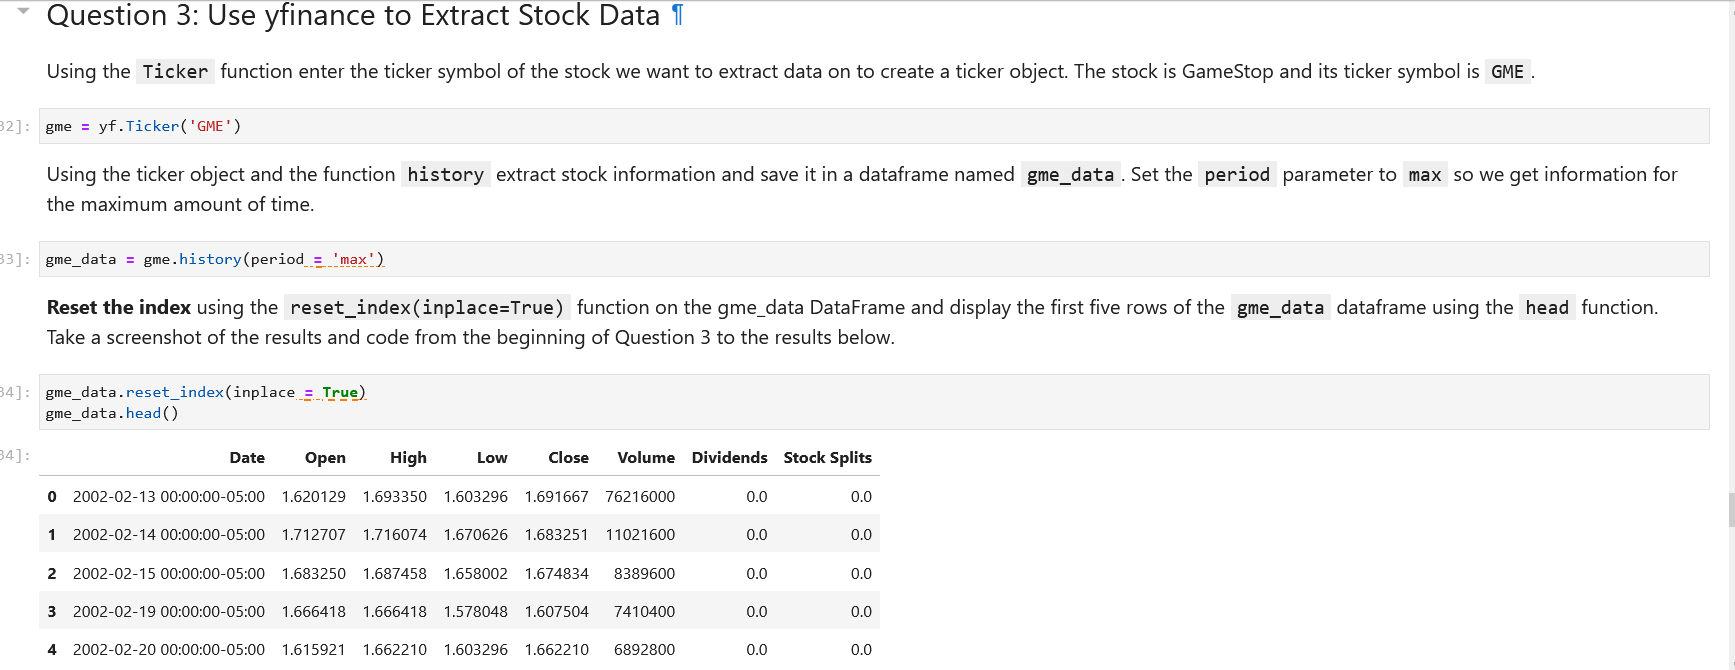 Question 3: Use yfinance to Extract Stock Data ¶
Using the Ticker function enter the ticker symbol of the stock we want to extract data on to create a ticker object. The stock is GameStop and its ticker symbol is GME .
32]: gme = yf.Ticker('GME')
Using the ticker object and the function history extract stock information and save it in a dataframe named gme_data . Set the period parameter to max so we get information for
the maximum amount of time.
33]: gme_data = gme.history(period = 'max')
Reset the index using the reset_index(inplace=True) function on the gme_data DataFrame and display the first five rows of the gme_data dataframe using the head function.
Take a screenshot of the results and code from the beginning of Question 3 to the results below.
34]: gme_data.reset_index(inplace = True)
gme_data.head()
34]: Date Open High Low Close Volume Dividends Stock Splits
0 2002-02-13 00:00:00-05:00 1.620129 1.693350 1.603296 1.691667 76216000 0.0 0.0
1 2002-02-14 00:00:00-05:00 1.712707 1.716074 1.670626 1.683251 11021600 0.0 0.0
2 2002-02-15 00:00:00-05:00 1.683250 1.687458 1.658002 1.674834 8389600 0.0 0.0
3 2002-02-19 00:00:00-05:00 1.666418 1.666418 1.578048 1.607504 7410400 0.0 0.0
4 2002-02-20 00:00:00-05:00 1.615921 1.662210 1.603296 1.662210 6892800 0.0 0.0